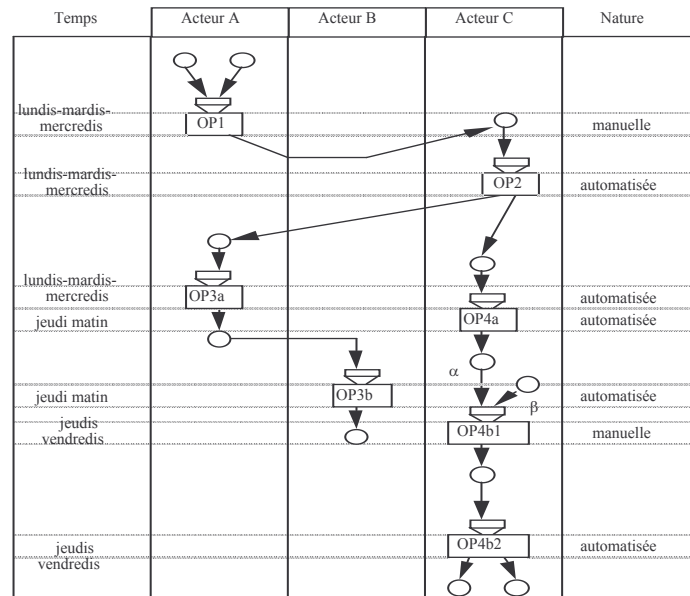 Temps
Acteur A
Acteur B
Acteur C
Nature
lundis-mardis-
mercredis
OP1
manuelle
lundis-mardis-
mercredis
OP2
automatisée
lundis-mardis-
mercredis
OP3a
automatisée
jeudi matin
OP4a
automatisée
α
jeudi matin
OP3b
β
automatisée
jeudis
vendredis
OP4b1
manuelle
jeudis
vendredis
OP4b2
automatisée